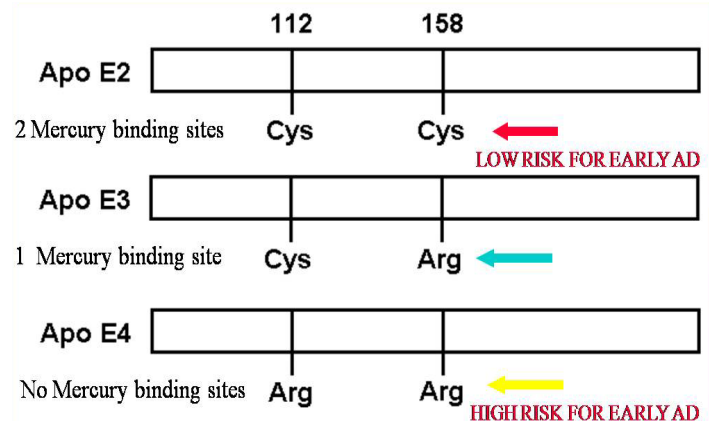 112 158
Apo E2
2 Mercury binding sites Cys Cys
LOW RISK FOR EARLY AD
Apo E3
1 Mercury binding site Cys Arg
Apo E4
No Mercury binding sites Arg Arg
HIGH RISK FOR EARLY AD